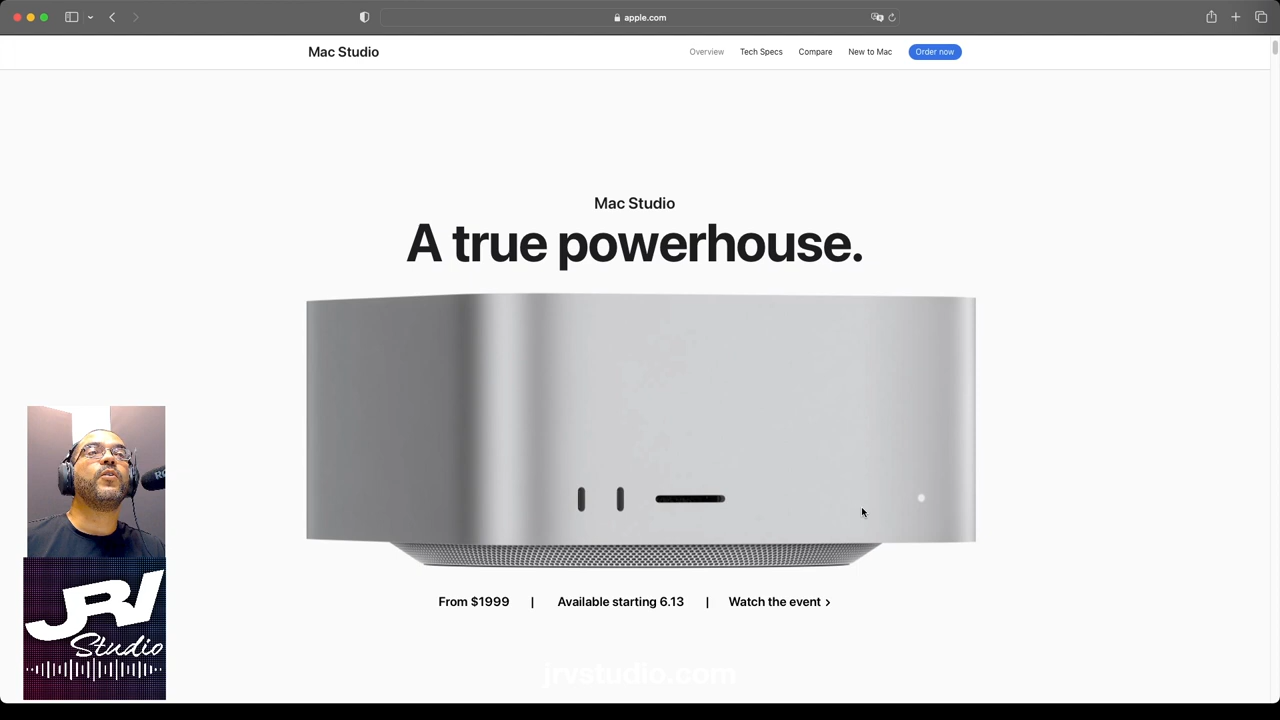 apple.com
Mac Studio
Overview Tech Specs Compare New to Mac Order now
Mac Studio
A true powerhouse.
From $1999 | Available starting 6.13 | Watch the event >
JRV
Studio
jrvstudio.com